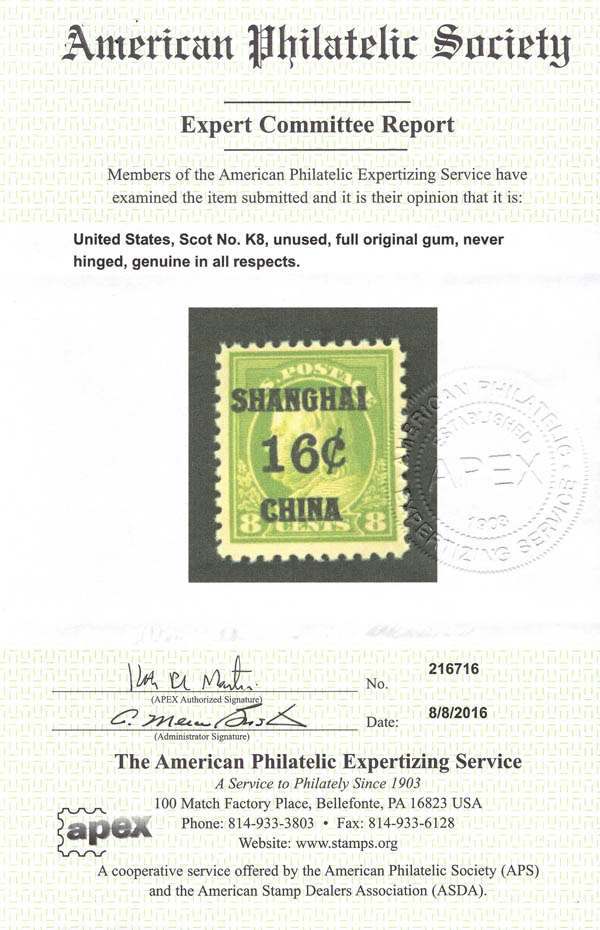 American Philatelic Society
Expert Committee Report
Members of the American Philatelic Expertizing Service have
examined the item submitted and it is their opinion that it is:
United States, Scot No. K8, unused, full original gum, never
hinged, genuine in all respects.
U.S. POSTAGE
SHANGHAI
16¢
CHINA
8 CENTS 8
AMERICAN PHILATELIC
ESTABLISHED
APEX
1903
EXPERTIZING SERVICE
(APEX Authorized Signature)
No. 216716
(Administrator Signature)
Date: 8/8/2016
The American Philatelic Expertizing Service
A Service to Philately Since 1903
100 Match Factory Place, Bellefonte, PA 16823 USA
apex
Phone: 814-933-3803 • Fax: 814-933-6128
Website: www.stamps.org
A cooperative service offered by the American Philatelic Society (APS)
and the American Stamp Dealers Association (ASDA).